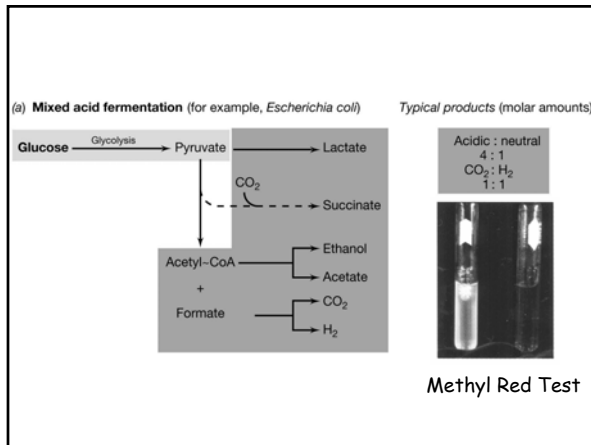 (a) Mixed acid fermentation (for example, Escherichia coli)
Typical products (molar amounts)
Glucose
Glycolysis
Pyruvate
Lactate
CO₂
Succinate
Acetyl~CoA
+
Formate
Ethanol
Acetate
CO₂
H₂
Acidic : neutral
4 : 1
CO₂ : H₂
1 : 1
Methyl Red Test